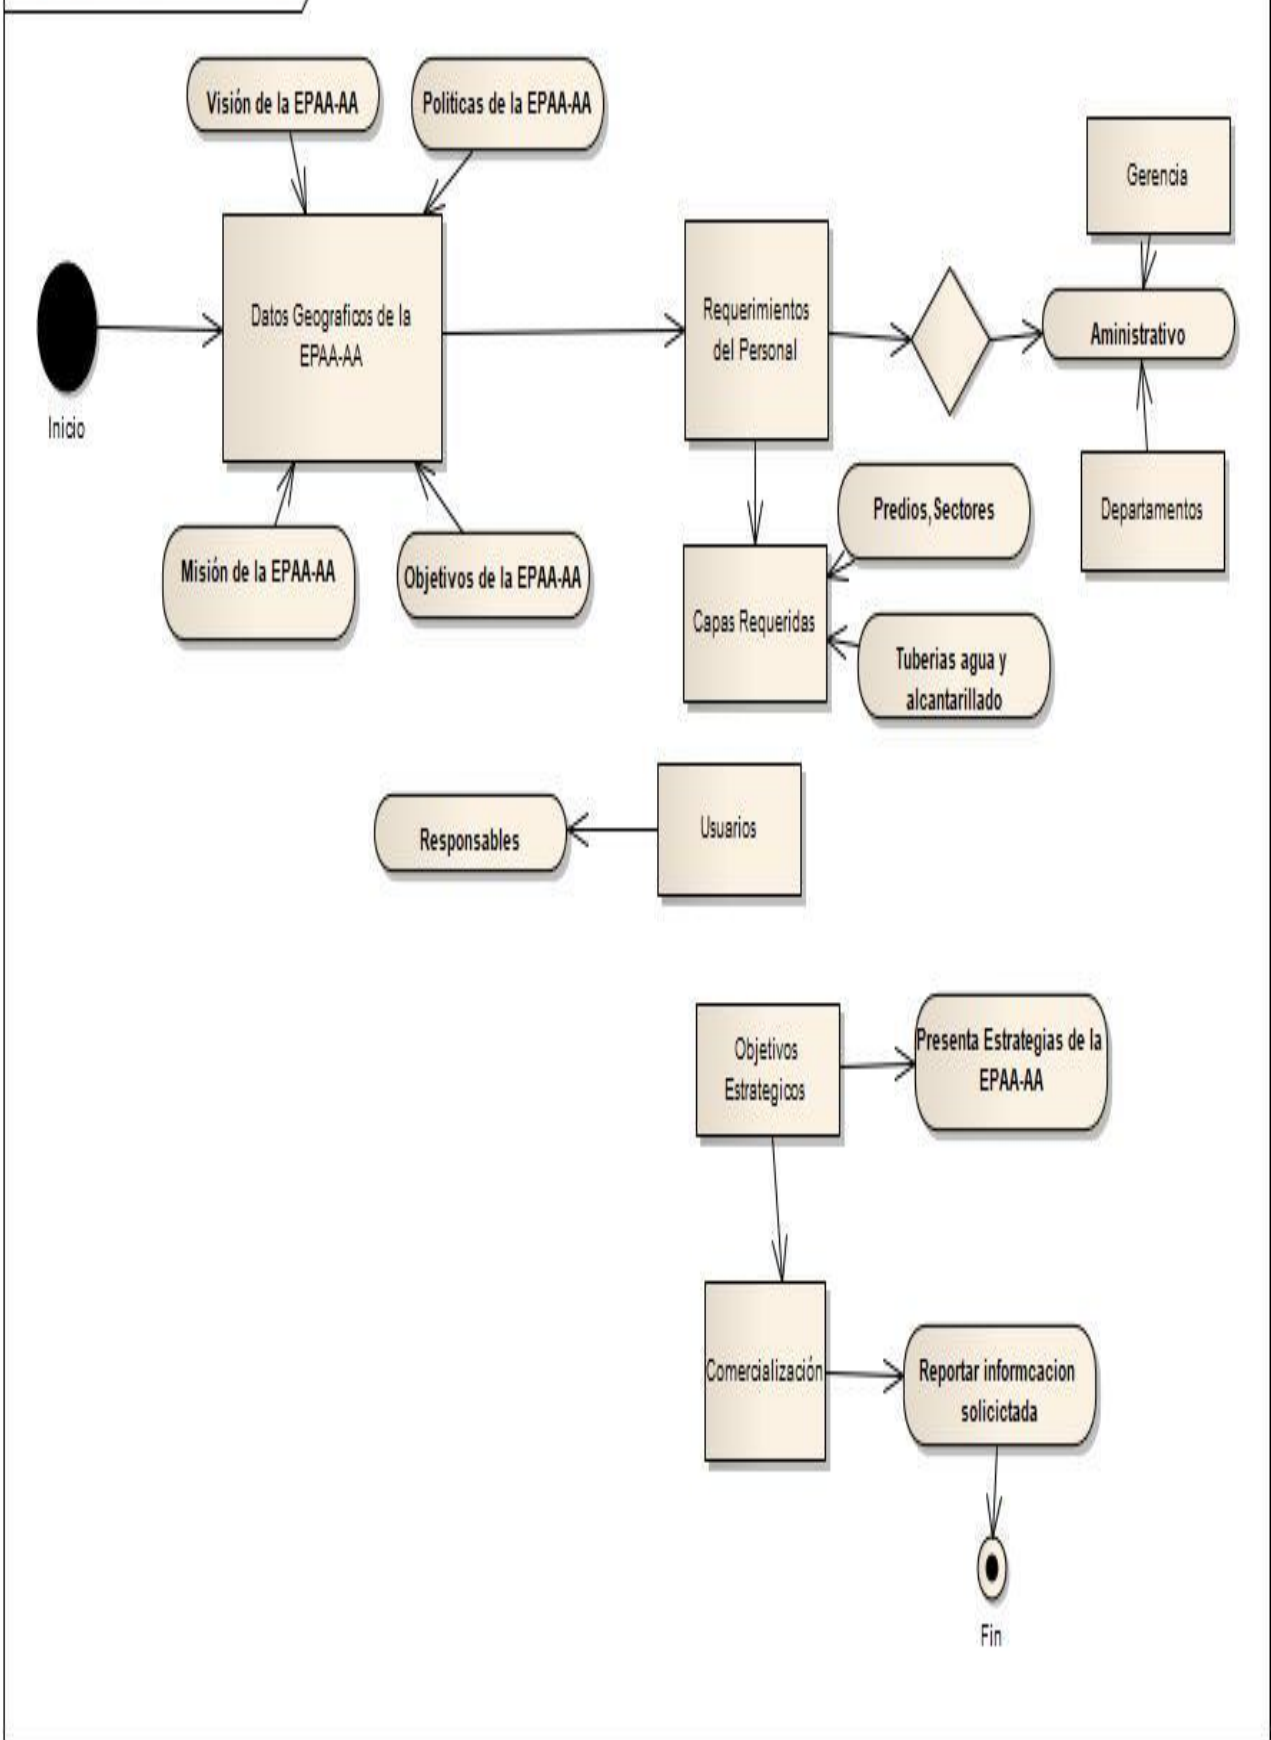 Visión de la EPAA-AA
Politicas de la EPAA-AA
Gerencia
Datos Geograficos de la
EPAA-AA
Requerimientos
del Personal
Aministrativo
Inicio
Predios,Sectores
Departamentos
Misión de la EPAA-AA
Objetivos de la EPAA-AA
Capas Requeridas
Tuberias agua y
alcantarillado
Responsables
Usuarios
Objetivos
Estrategicos
Presenta Estrategias de la
EPAA-AA
Comercialización
Reportar informcacion
solicictada
Fin